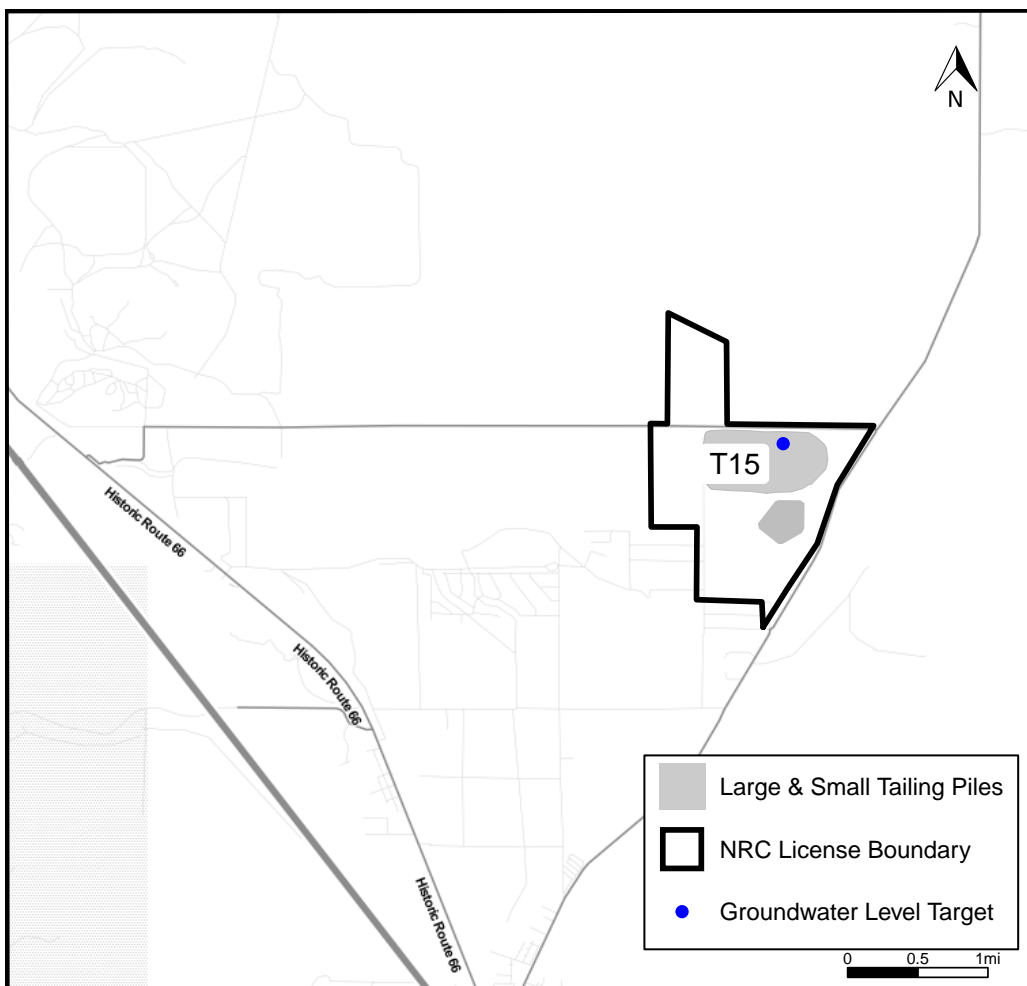 N
T15
Historic Route 66
Historic Route 66
Historic Route 66
Large & Small Tailing Piles
NRC License Boundary
Groundwater Level Target
0 0.5 1mi